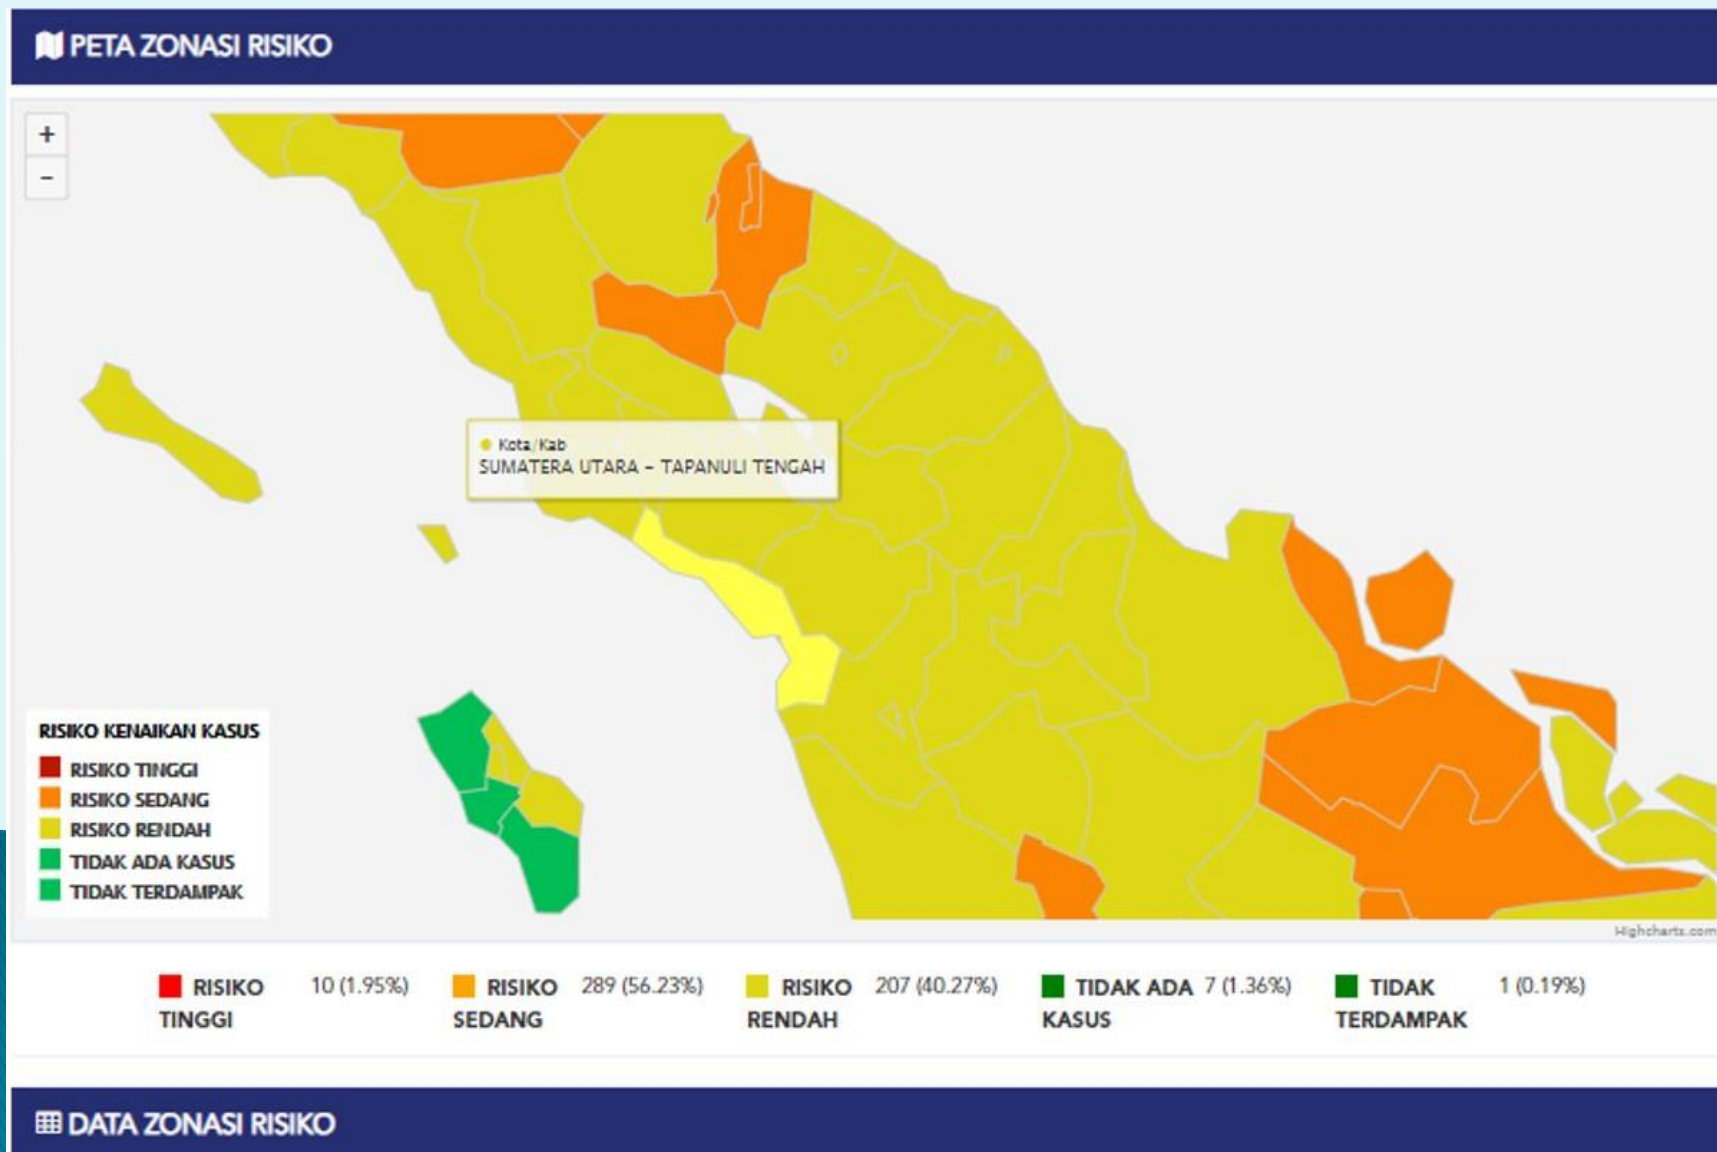 PETA ZONASI RISIKO
+
-
Kota/Kab
SUMATERA UTARA - TAPANULI TENGAH
RISIKO KENAIKAN KASUS
RISIKO TINGGI
RISIKO SEDANG
RISIKO RENDAH
TIDAK ADA KASUS
TIDAK TERDAMPAK
Highcharts.com
RISIKO TINGGI 10 (1.95%)
RISIKO SEDANG 289 (56.23%)
RISIKO RENDAH 207 (40.27%)
TIDAK ADA KASUS 7 (1.36%)
TIDAK TERDAMPAK 1 (0.19%)
DATA ZONASI RISIKO